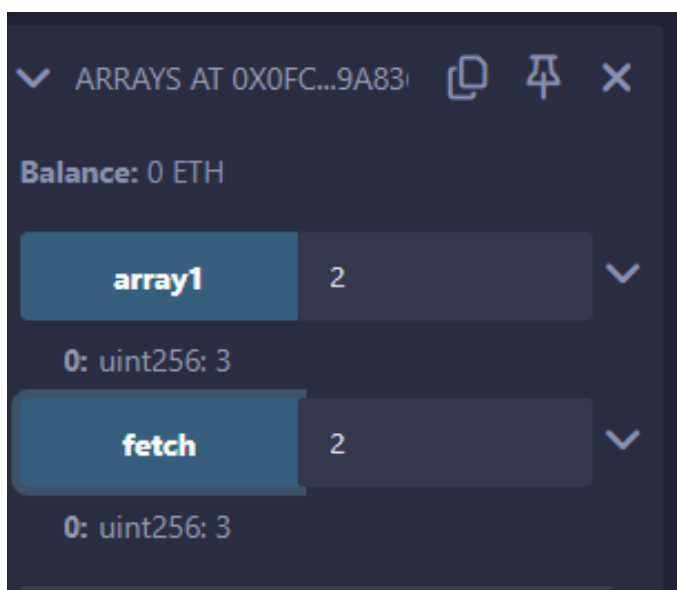 ARRAYS AT 0X0FC...9A83
Balance: 0 ETH
array1 2
0: uint256: 3
fetch 2
0: uint256: 3